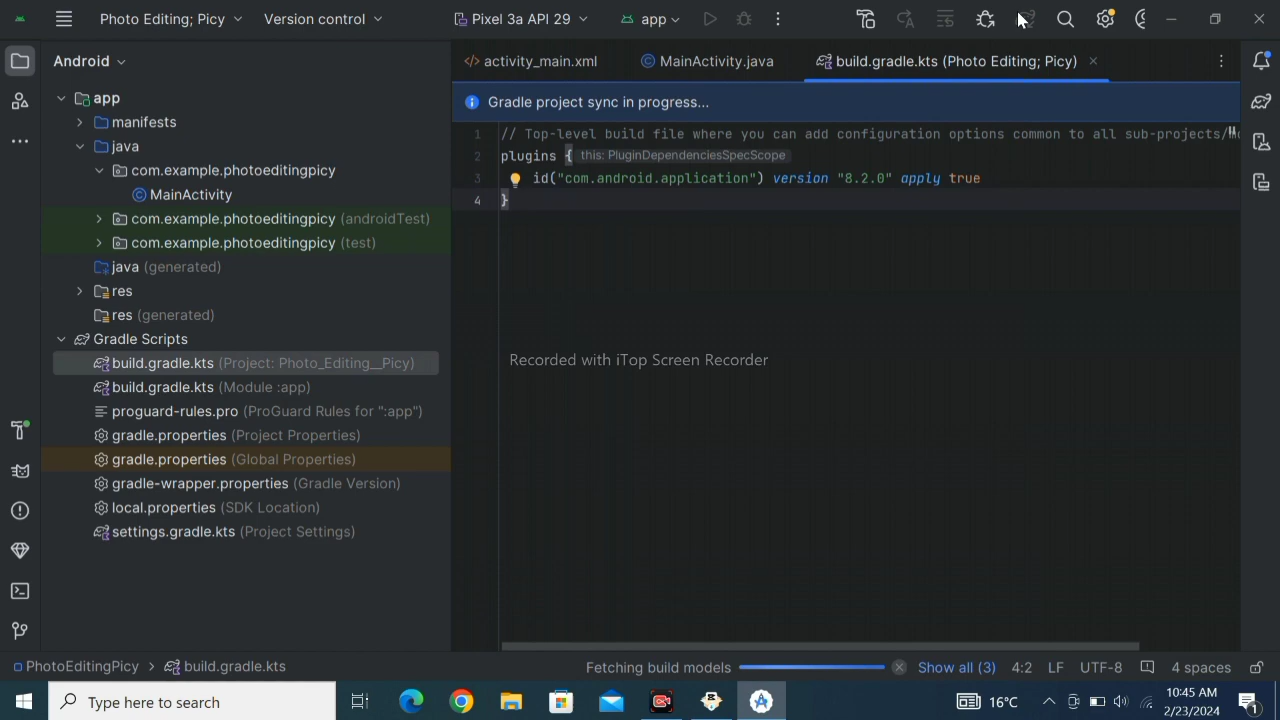 Photo Editing; Picy
Version control
Pixel 3a API 29
app
Android
activity_main.xml
MainActivity.java
build.gradle.kts (Photo Editing; Picy)
app
manifests
java
com.example.photoeditingpicy
MainActivity
com.example.photoeditingpicy (androidTest)
com.example.photoeditingpicy (test)
java (generated)
res
res (generated)
Gradle Scripts
build.gradle.kts (Project: Photo_Editing__Picy)
build.gradle.kts (Module :app)
proguard-rules.pro (ProGuard Rules for ":app")
gradle.properties (Project Properties)
gradle.properties (Global Properties)
gradle-wrapper.properties (Gradle Version)
local.properties (SDK Location)
settings.gradle.kts (Project Settings)
Gradle project sync in progress...
1 // Top-level build file where you can add configuration options common to all sub-projects/
2 plugins { this: PluginDependenciesSpecScope
3 id("com.android.application") version "8.2.0" apply true
4 }
Recorded with iTop Screen Recorder
PhotoEditingPicy > build.gradle.kts
Fetching build models
Show all (3)
4:2
LF
UTF-8
4 spaces
Type here to search
16°C
10:45 AM
2/23/2024
1